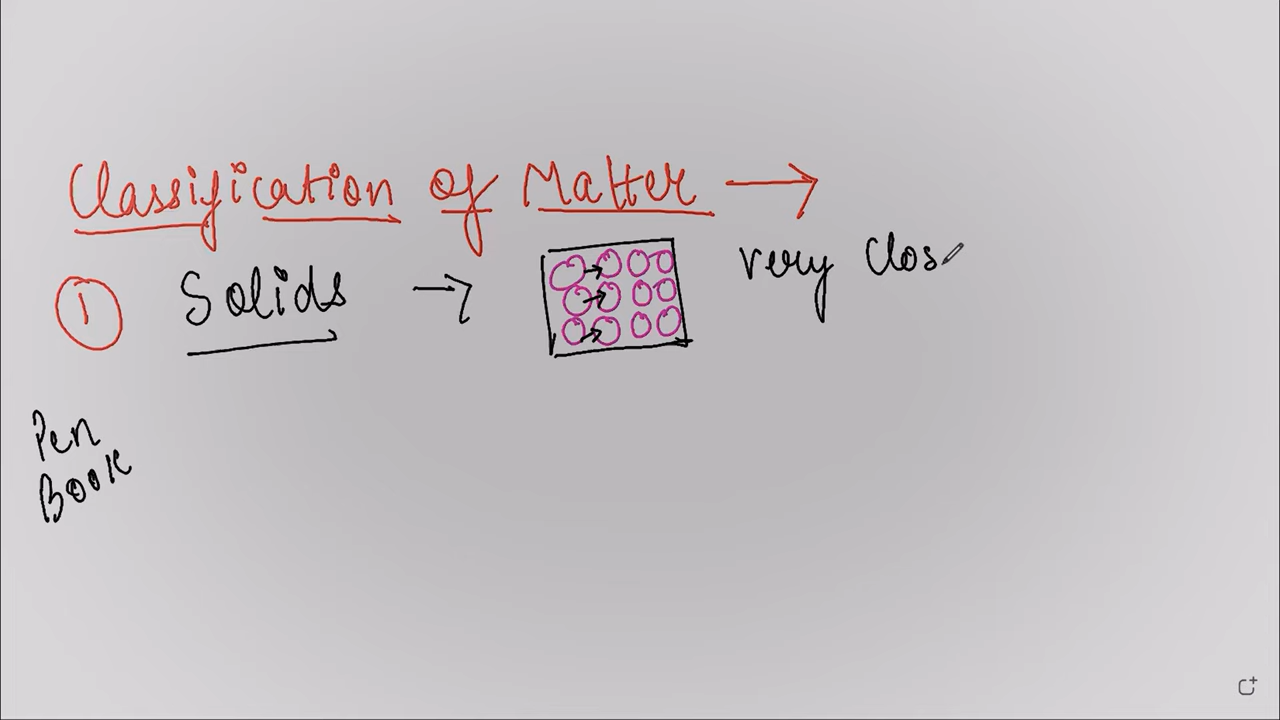 Classification of Matter →
① Solids → very Clos
Pen
Book